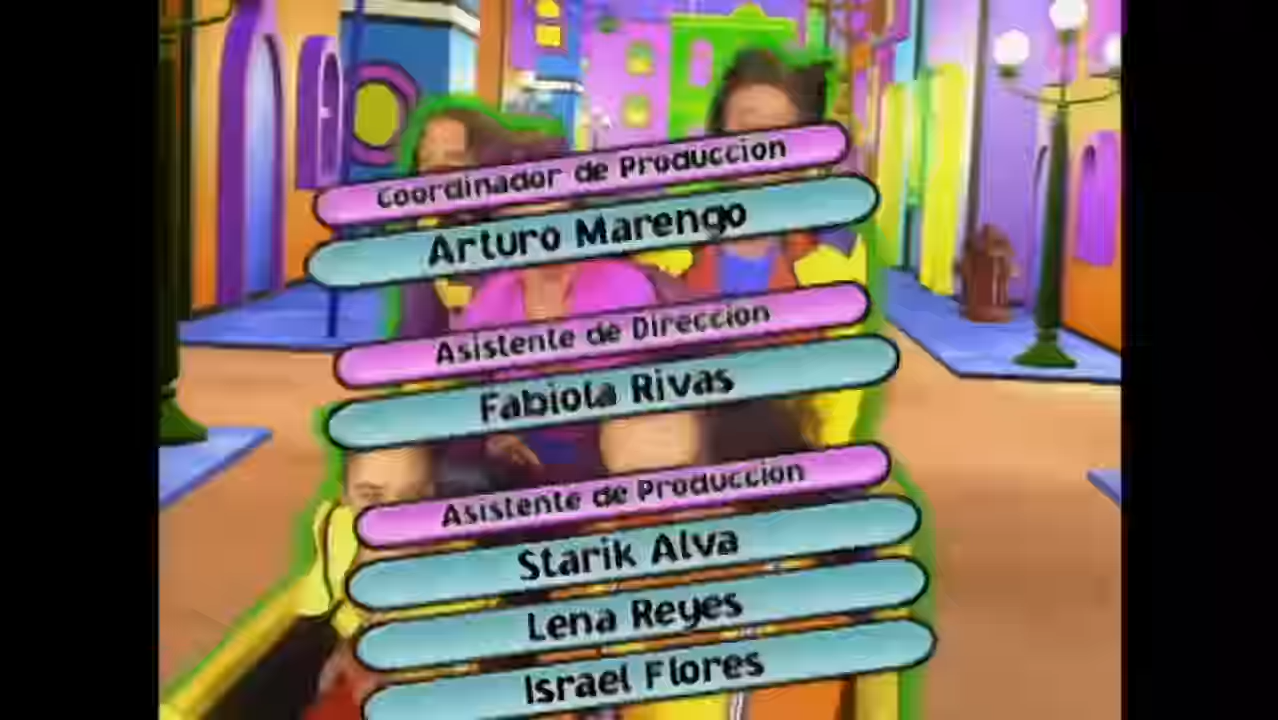 Coordinador de Produccion
Arturo Marengo
Asistente de Direccion
Fabiola Rivas
Asistente de Produccion
Starik Alva
Lena Reyes
Israel Flores